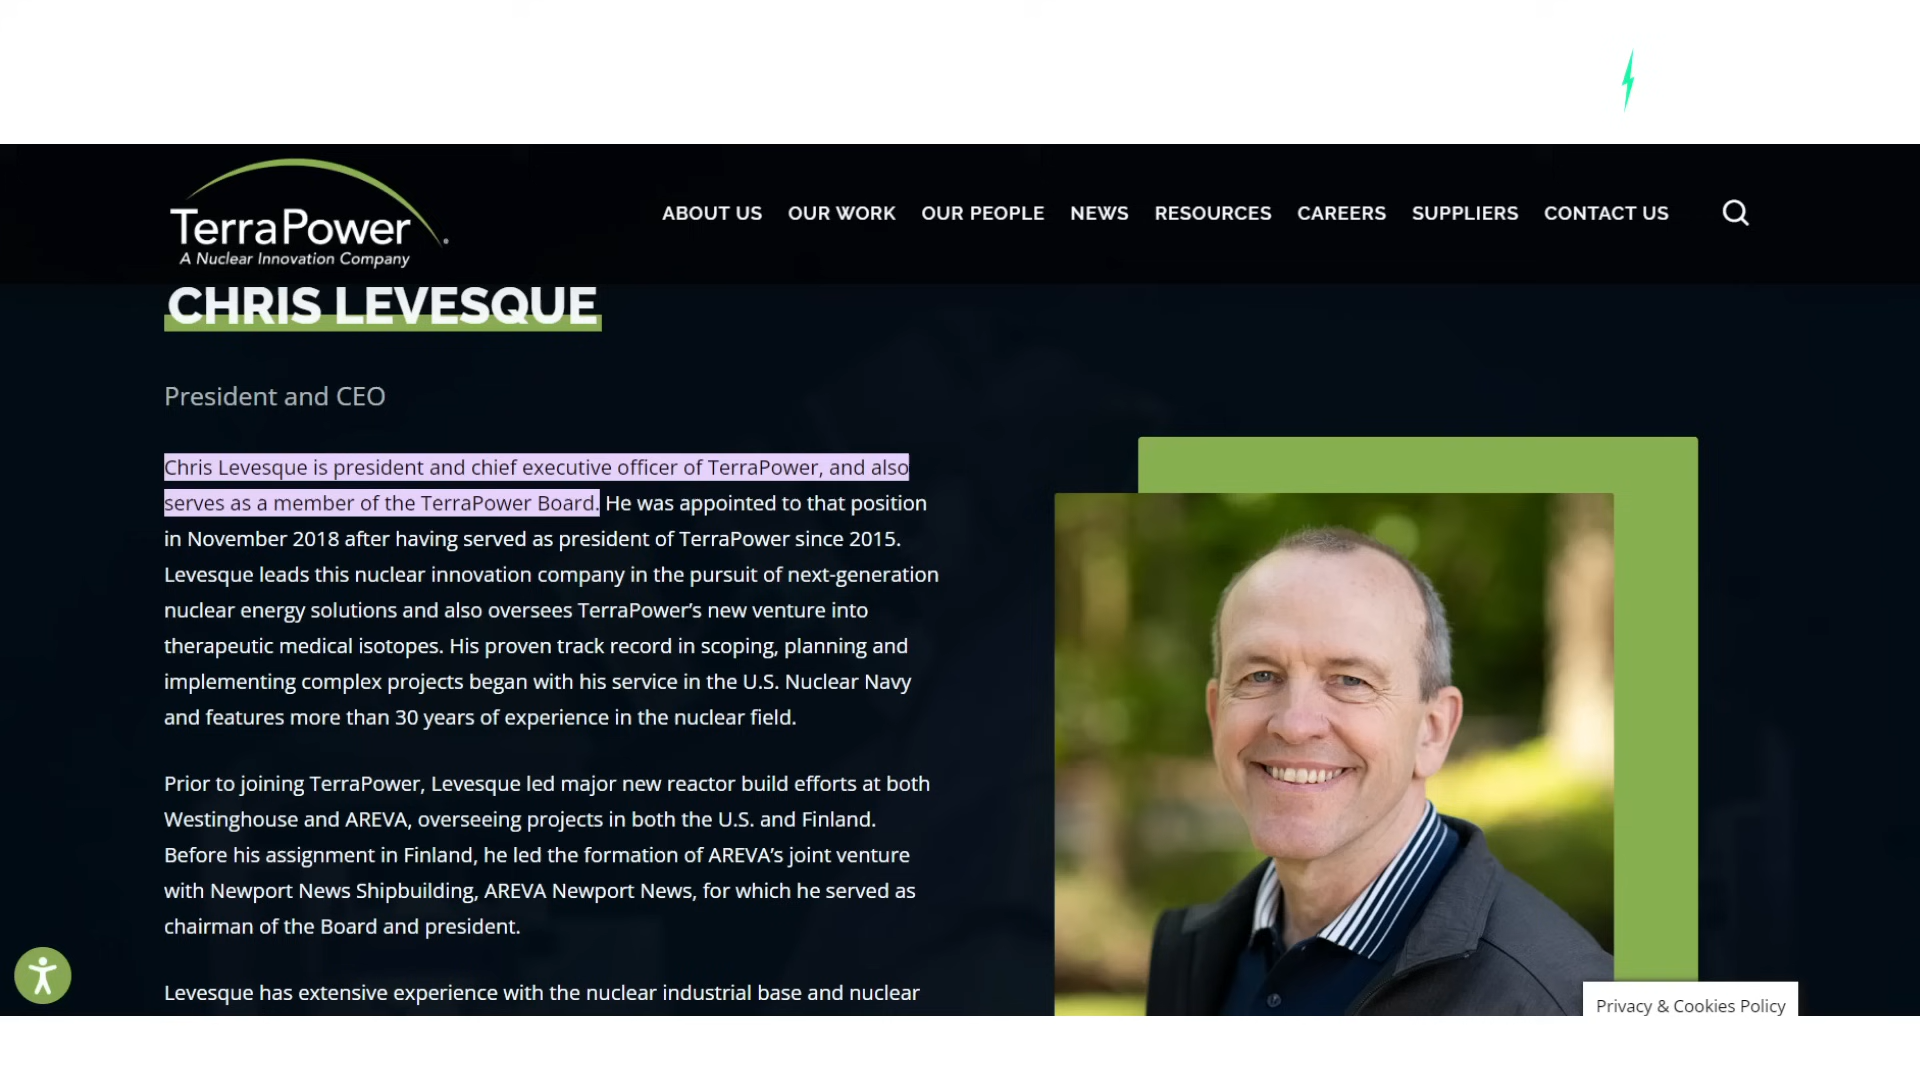 TerraPower
A Nuclear Innovation Company
ABOUT US OUR WORK OUR PEOPLE NEWS RESOURCES CAREERS SUPPLIERS CONTACT US
CHRIS LEVESQUE
President and CEO
Chris Levesque is president and chief executive officer of TerraPower, and also
serves as a member of the TerraPower Board. He was appointed to that position
in November 2018 after having served as president of TerraPower since 2015.
Levesque leads this nuclear innovation company in the pursuit of next-generation
nuclear energy solutions and also oversees TerraPower’s new venture into
therapeutic medical isotopes. His proven track record in scoping, planning and
implementing complex projects began with his service in the U.S. Nuclear Navy
and features more than 30 years of experience in the nuclear field.
Prior to joining TerraPower, Levesque led major new reactor build efforts at both
Westinghouse and AREVA, overseeing projects in both the U.S. and Finland.
Before his assignment in Finland, he led the formation of AREVA’s joint venture
with Newport News Shipbuilding, AREVA Newport News, for which he served as
chairman of the Board and president.
Levesque has extensive experience with the nuclear industrial base and nuclear
Privacy & Cookies Policy